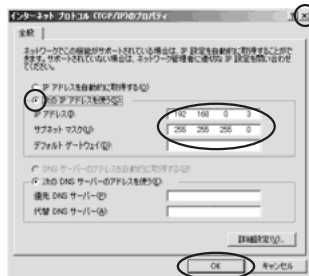 インターネット プロトコル (TCP/IP)のプロパティ
全般
ネットワークでこの機能がサポートされている場合は、IP 設定を自動的に取得することがで
きます。サポートされていない場合は、ネットワーク管理者に適切な IP 設定を問い合わせ
てください。
IP アドレスを自動的に取得する(O)
次の IP アドレスを使う(S):
IP アドレス(I):
192 168 0 3
サブネット マスク(U):
255 255 255 0
デフォルト ゲートウェイ(D):
DNS サーバーのアドレスを自動的に取得する(B)
次の DNS サーバーのアドレスを使う(E):
優先 DNS サーバー(P):
代替 DNS サーバー(A):
詳細設定(V)...
OK キャンセル